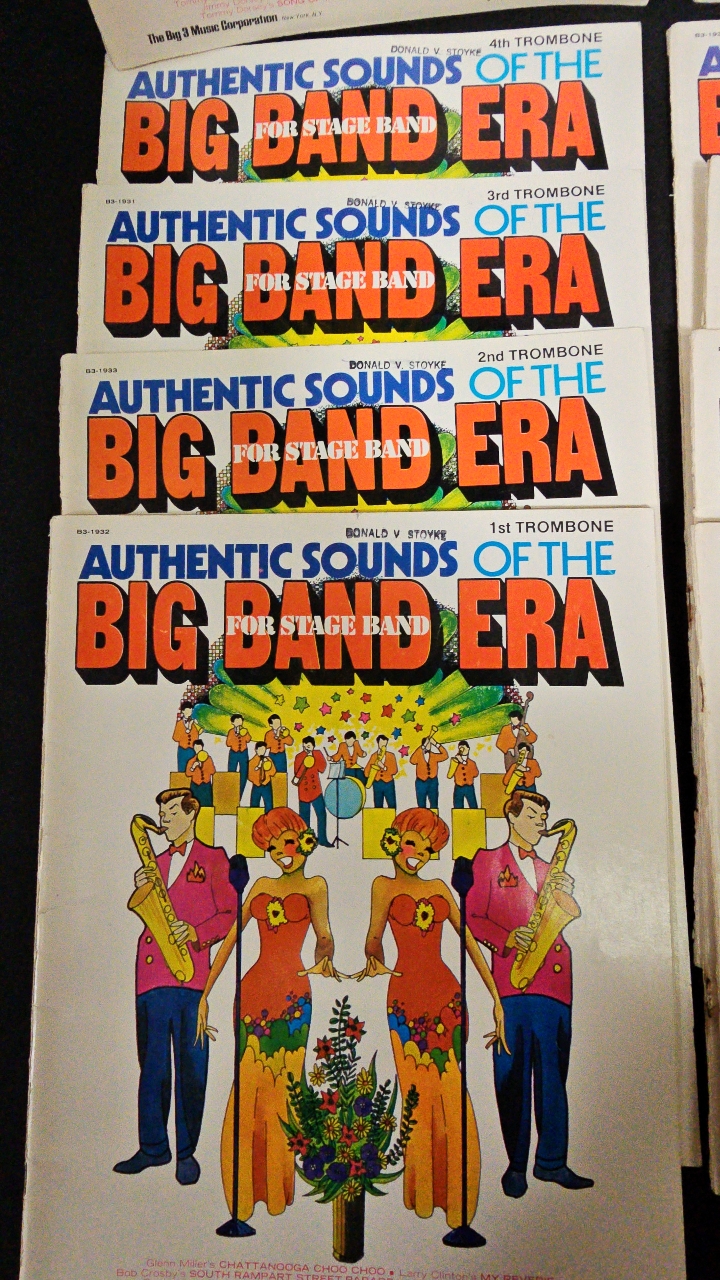 The Big 3 Music Corporation New York, N.Y.
DONALD V. STOYKE
4th TROMBONE
AUTHENTIC SOUNDS OF THE
BIG BAND ERA
FOR STAGE BAND
B3-1931
DONALD V. STOYKE
3rd TROMBONE
AUTHENTIC SOUNDS OF THE
BIG BAND ERA
FOR STAGE BAND
B3-1933
DONALD V. STOYKE
2nd TROMBONE
AUTHENTIC SOUNDS OF THE
BIG BAND ERA
FOR STAGE BAND
B3-1932
DONALD V STOYKE
1st TROMBONE
AUTHENTIC SOUNDS OF THE
BIG BAND ERA
FOR STAGE BAND
Glenn Miller's CHATTANOOGA CHOO CHOO • Larry Clinton's MY
Bob Crosby's SOUTH RAMPART STREET